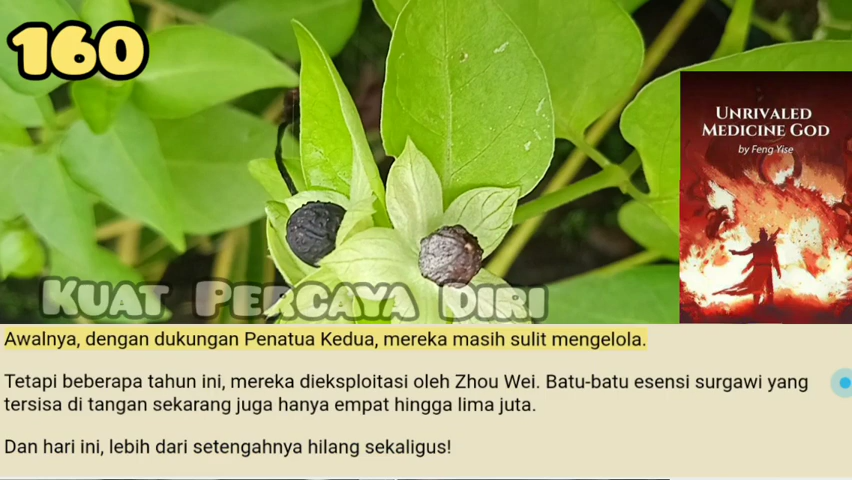 160
UNRIVALED
MEDICINE GOD
by Feng Yise
KUAT PERCAYA DIRI
Awalnya, dengan dukungan Penatua Kedua, mereka masih sulit mengelola.
Tetapi beberapa tahun ini, mereka dieksploitasi oleh Zhou Wei. Batu-batu esensi surgawi yang
tersisa di tangan sekarang juga hanya empat hingga lima juta.
Dan hari ini, lebih dari setengahnya hilang sekaligus!